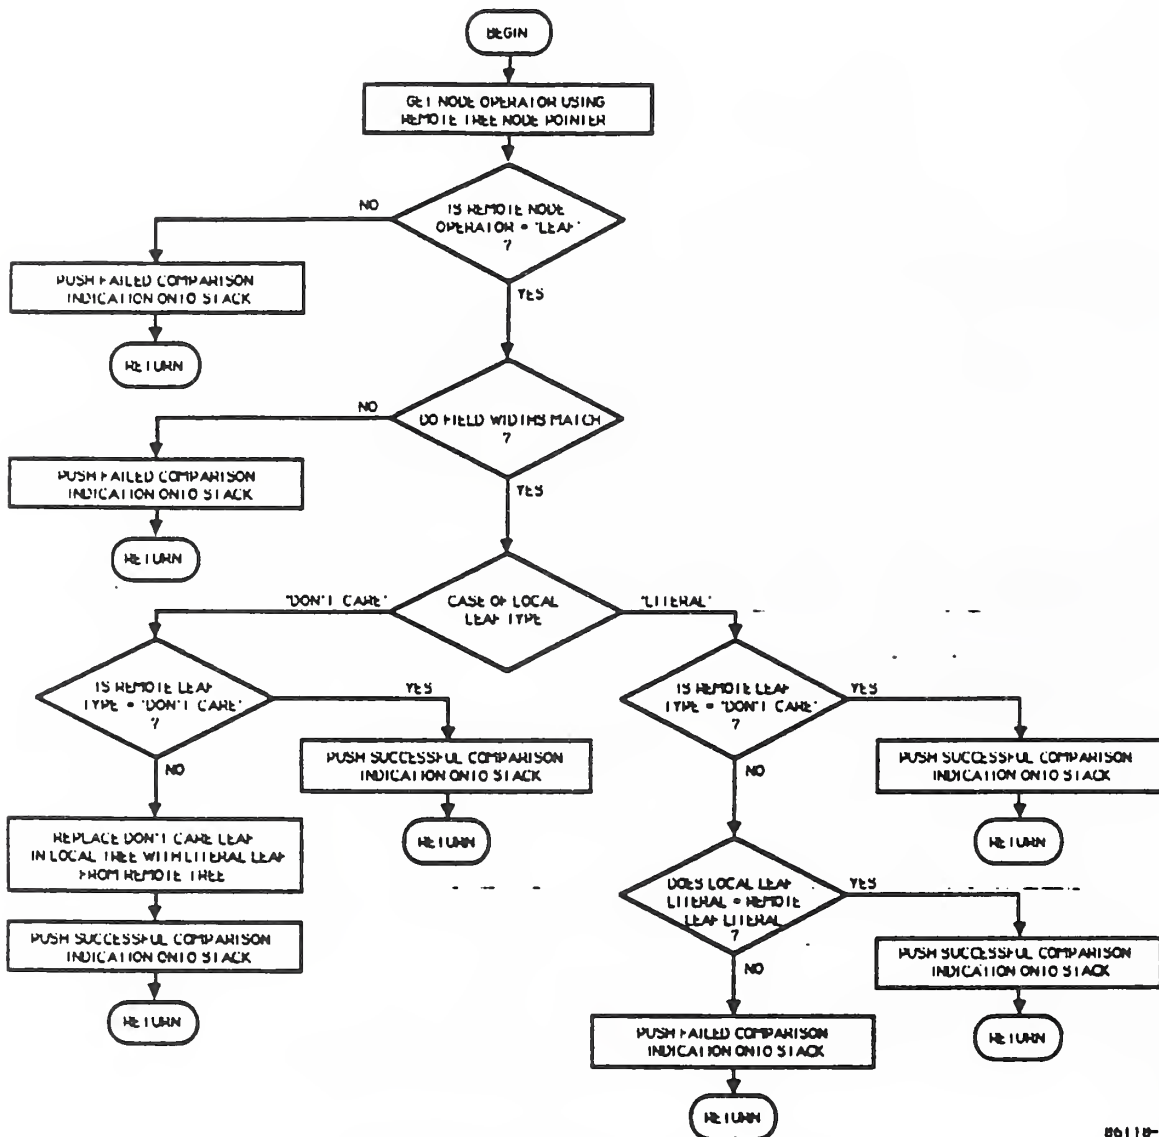 BEGIN
GET NODE OPERATOR USING
REMOTE TREE NODE POINTER
IS REMOTE NODE
OPERATOR = "LEAF"
?
NO
YES
PUSH FAILED COMPARISON
INDICATION ONTO STACK
RETURN
DO FIELD WIDTHS MATCH
?
NO
YES
PUSH FAILED COMPARISON
INDICATION ONTO STACK
RETURN
CASE OF LOCAL
LEAF TYPE
"DON'T CARE"
"LITERAL"
IS REMOTE LEAF
TYPE = "DON'T CARE"
?
YES
NO
PUSH SUCCESSFUL COMPARISON
INDICATION ONTO STACK
RETURN
REPLACE DON'T CARE LEAF
IN LOCAL TREE WITH LITERAL LEAF
FROM REMOTE TREE
PUSH SUCCESSFUL COMPARISON
INDICATION ONTO STACK
RETURN
IS REMOTE LEAF
TYPE = "DON'T CARE"
?
YES
NO
PUSH SUCCESSFUL COMPARISON
INDICATION ONTO STACK
RETURN
DOES LOCAL LEAF
LITERAL = REMOTE
LEAF LITERAL
?
YES
NO
PUSH SUCCESSFUL COMPARISON
INDICATION ONTO STACK
RETURN
PUSH FAILED COMPARISON
INDICATION ONTO STACK
RETURN
86118-